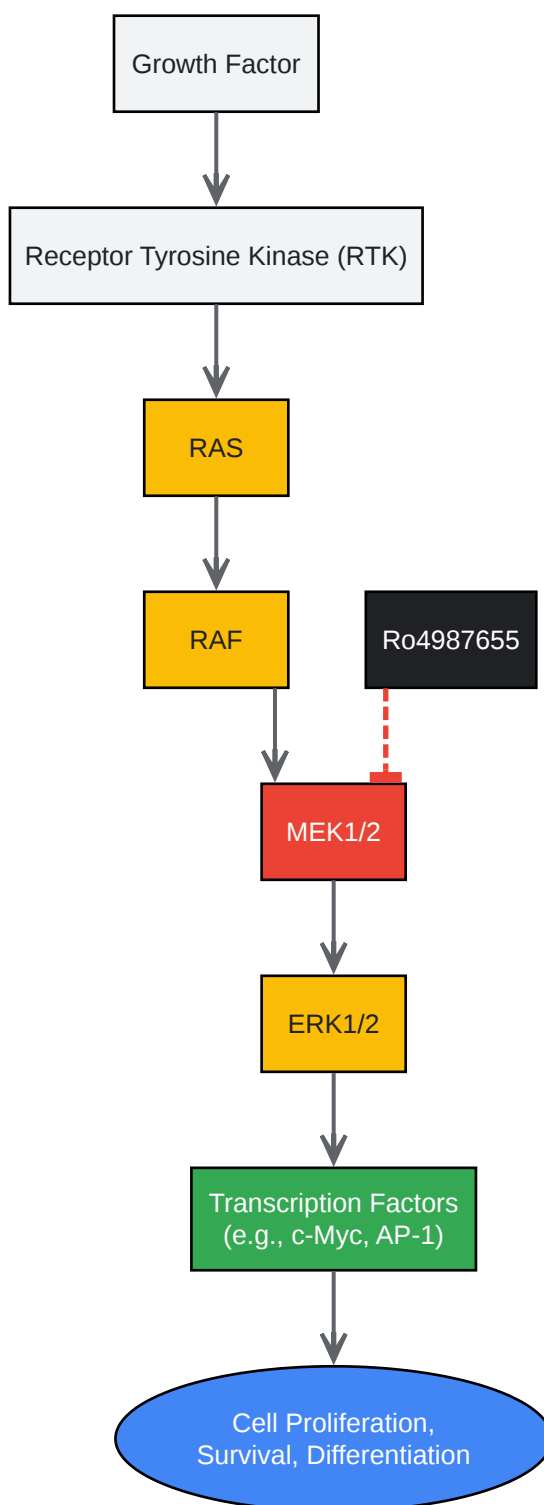 Growth Factor
Receptor Tyrosine Kinase (RTK)
RAS
RAF
Ro4987655
MEK1/2
ERK1/2
Transcription Factors
(e.g., c-Myc, AP-1)
Cell Proliferation,
Survival, Differentiation